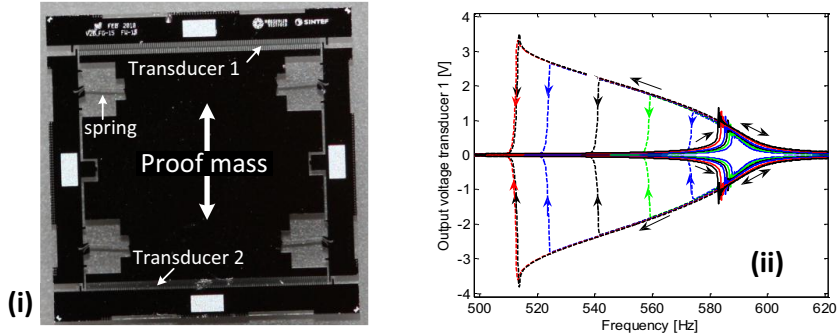 FEB 2010
SINTEF
Transducer 1
spring
Proof mass
Transducer 2
(i)
Output voltage transducer 1 [V]
4
3
2
1
0
-1
-2
-3
-4
500
520
540
560
580
600
620
Frequency [Hz]
(ii)